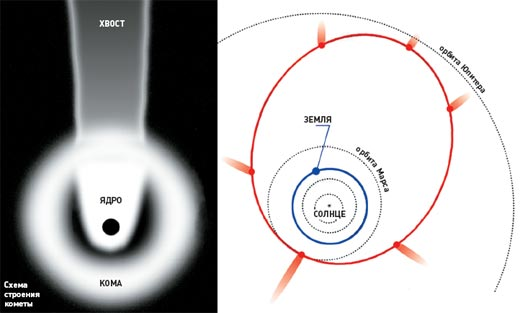 ХВОСТ
ЯДРО
КОМА
Схема
строения
кометы
орбита Юпитера
ЗЕМЛЯ
орбита Марса
СОЛНЦЕ